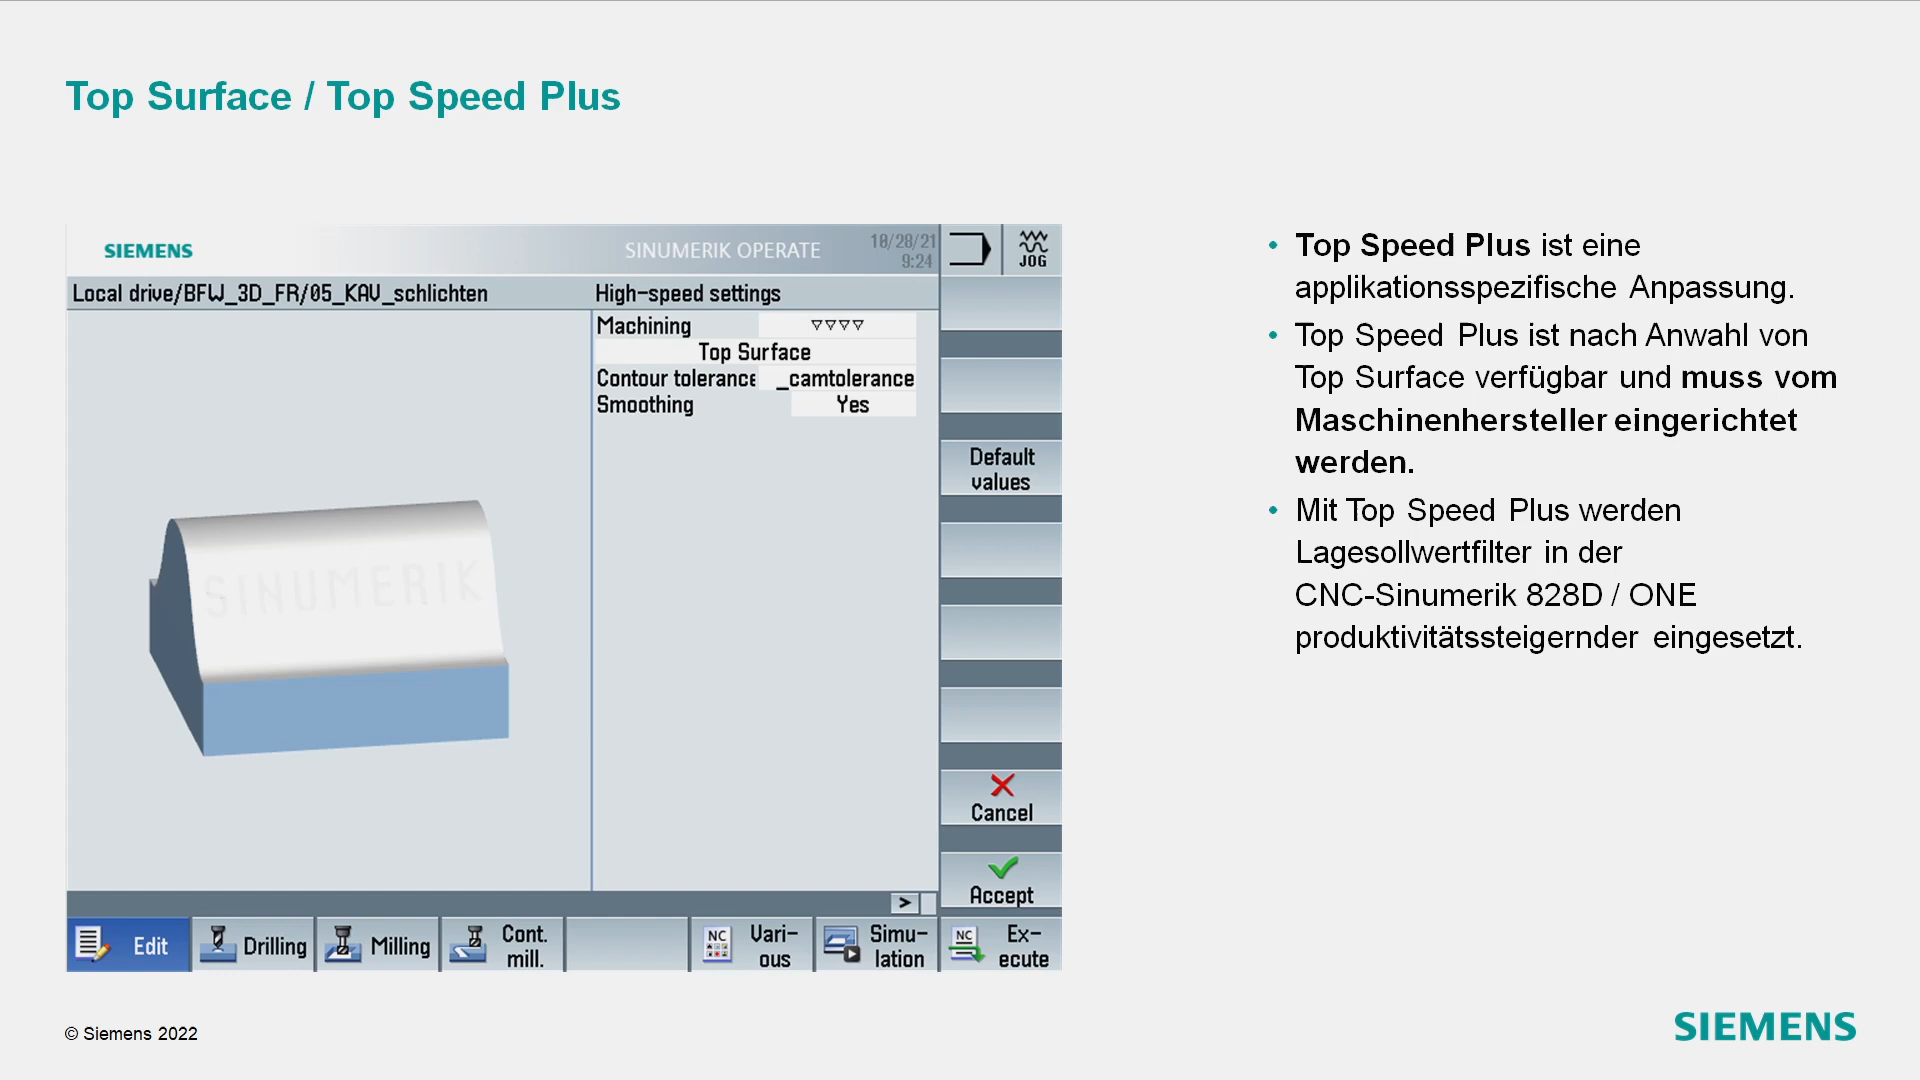 Top Surface / Top Speed Plus
SIEMENS
SINUMERIK OPERATE
10/28/21
9:24
JOG
Local drive/BFW_3D_FR/05_KAV_schlichten
High-speed settings
Machining ▽▽▽▽
Top Surface
Contour tolerance _camtolerance
Smoothing Yes
SINUMERIK
Default
values
Cancel
Accept
>
Edit
Drilling
Milling
Cont.
mill.
NC
Vari-
ous
Simu-
lation
NC
Ex-
ecute
• Top Speed Plus ist eine
applikationsspezifische Anpassung.
• Top Speed Plus ist nach Anwahl von
Top Surface verfügbar und muss vom
Maschinenhersteller eingerichtet
werden.
• Mit Top Speed Plus werden
Lagesollwertfilter in der
CNC-Sinumerik 828D / ONE
produktivitätssteigernder eingesetzt.
© Siemens 2022
SIEMENS